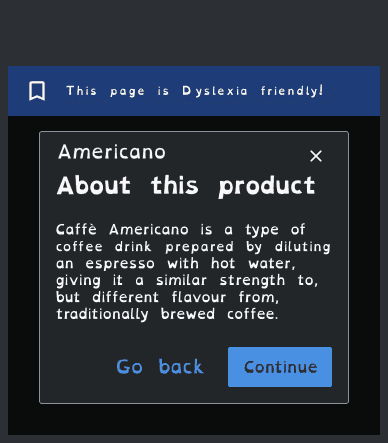 This page is Dyslexia friendly!
Americano
About this product
Caffè Americano is a type of
coffee drink prepared by diluting
an espresso with hot water,
giving it a similar strength to,
but different flavour from,
traditionally brewed coffee.
Go back
Continue